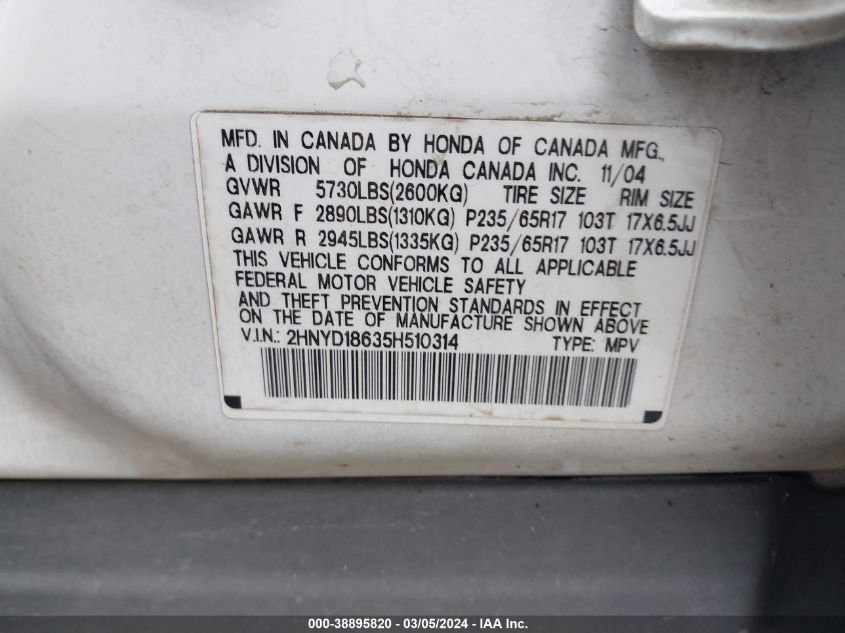 MFD. IN CANADA BY HONDA OF CANADA MFG.,
A DIVISION OF HONDA CANADA INC. 11/04
GVWR 5730LBS(2600KG) TIRE SIZE RIM SIZE
GAWR F 2890LBS(1310KG) P235/65R17 103T 17X6.5JJ
GAWR R 2945LBS(1335KG) P235/65R17 103T 17X6.5JJ
THIS VEHICLE CONFORMS TO ALL APPLICABLE
FEDERAL MOTOR VEHICLE SAFETY
AND THEFT PREVENTION STANDARDS IN EFFECT
ON THE DATE OF MANUFACTURE SHOWN ABOVE
V.I.N.: 2HNYD18635H510314 TYPE: MPV
000-38895820 - 03/05/2024 - IAAI Inc.